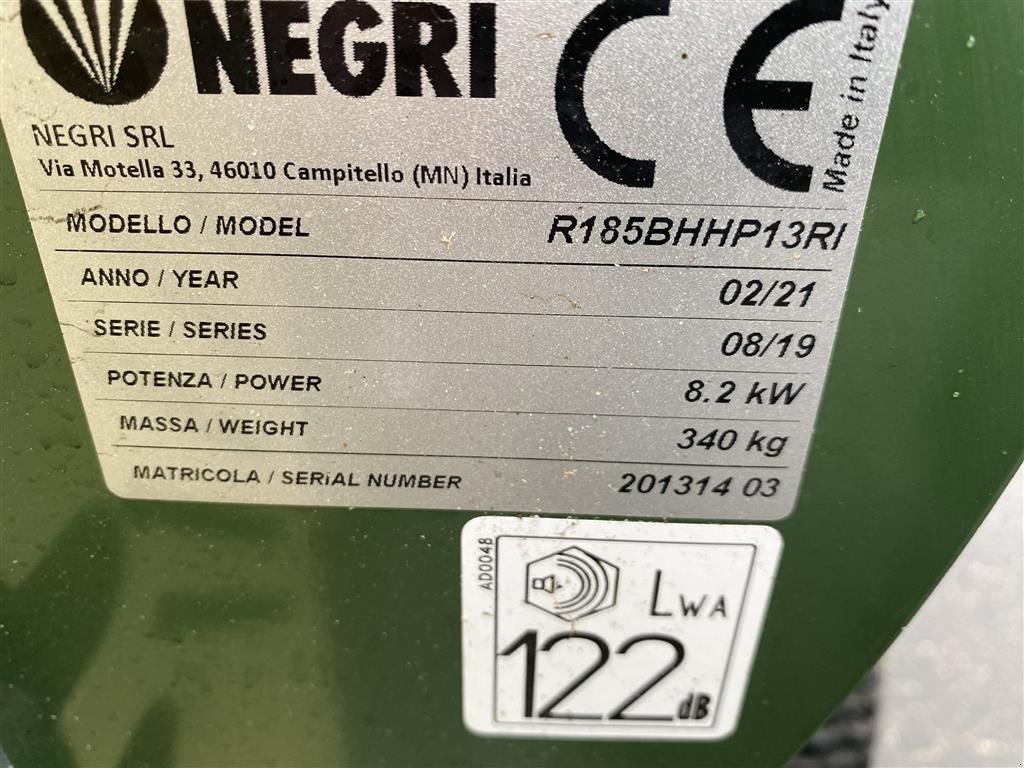 NEGRI
CE
Made in Italy
NEGRI SRL
Via Motella 33, 46010 Campitello (MN) Italia
MODELLO / MODEL R185BHHP13RI
ANNO / YEAR 02/21
SERIE / SERIES 08/19
POTENZA / POWER 8.2 kW
MASSA / WEIGHT 340 kg
MATRICOLA / SERIAL NUMBER 201314 03
AD0048
LWA
122 dB